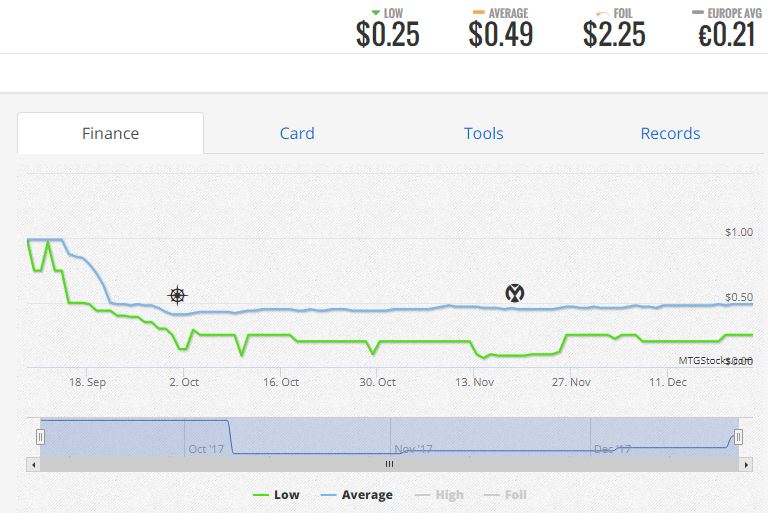 LOW AVERAGE FOIL EUROPE AVG
$0.25 $0.49 $2.25 €0.21
Finance Card Tools Records
$1.00
$0.50
MTGStocks.com
$0.00
18. Sep 2. Oct 16. Oct 30. Oct 13. Nov 27. Nov 11. Dec
Oct '17 Nov '17 Dec '17
Low Average High Foil